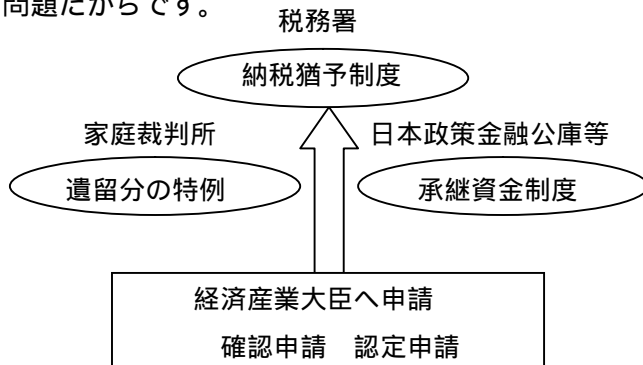 問題だからです。
税務署
納税猶予制度
家庭裁判所　日本政策金融公庫等
遺留分の特例　承継資金制度
経済産業大臣へ申請
確認申請　認定申請